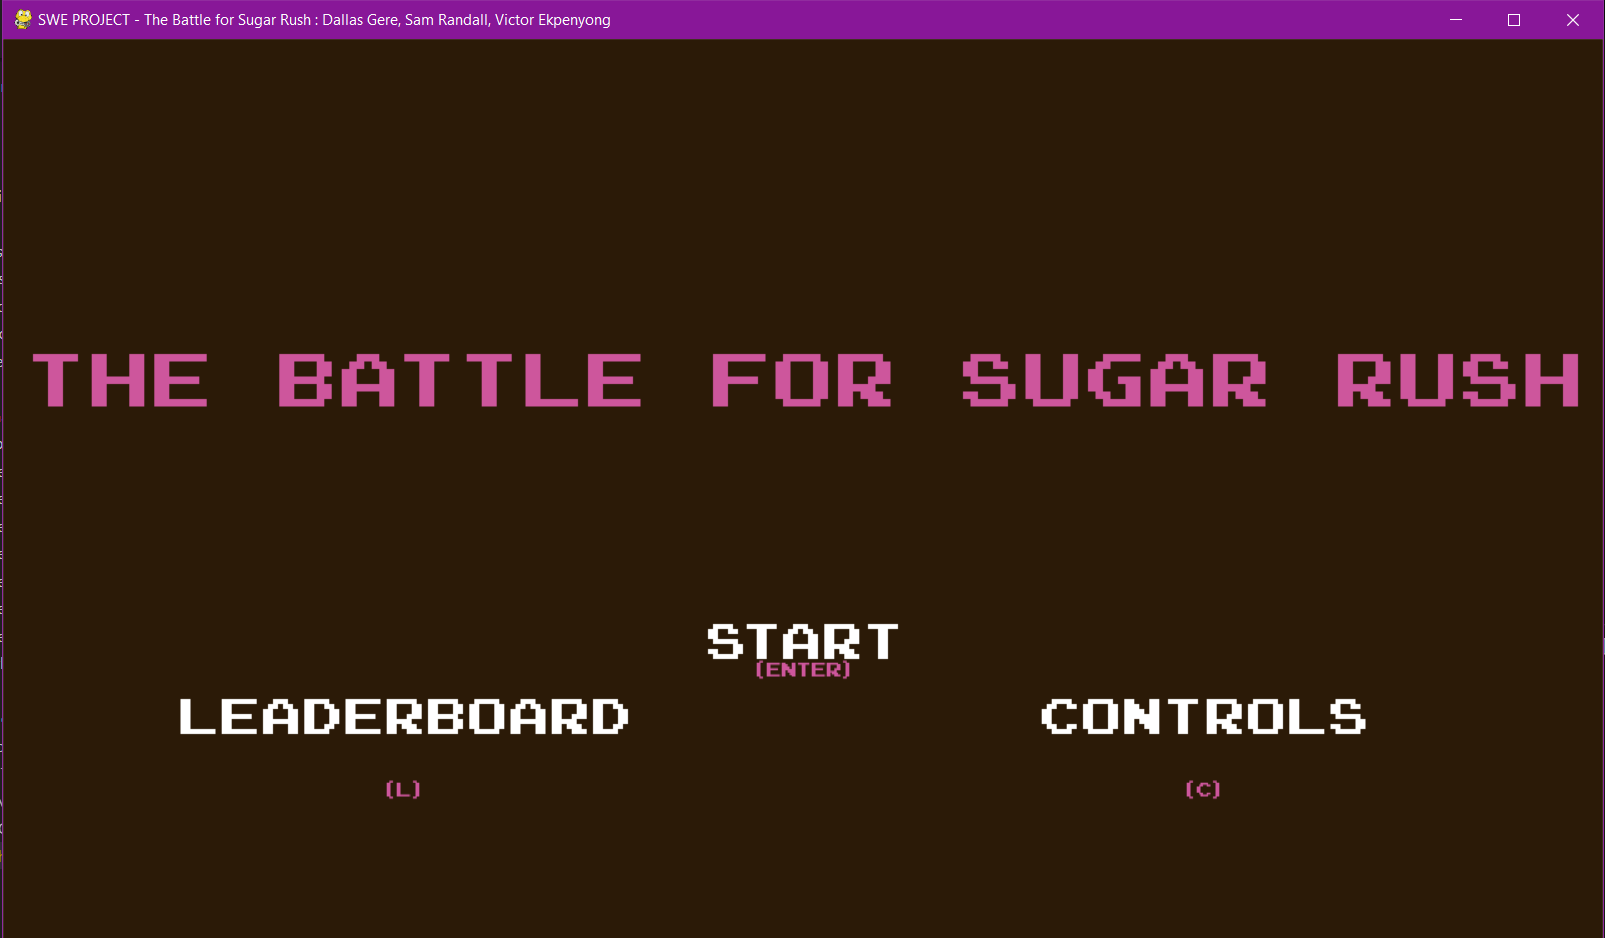 SWE PROJECT - The Battle for Sugar Rush : Dallas Gere, Sam Randall, Victor Ekpenyong
THE BATTLE FOR SUGAR RUSH
START
(ENTER)
LEADERBOARD
CONTROLS
(L)
(C)